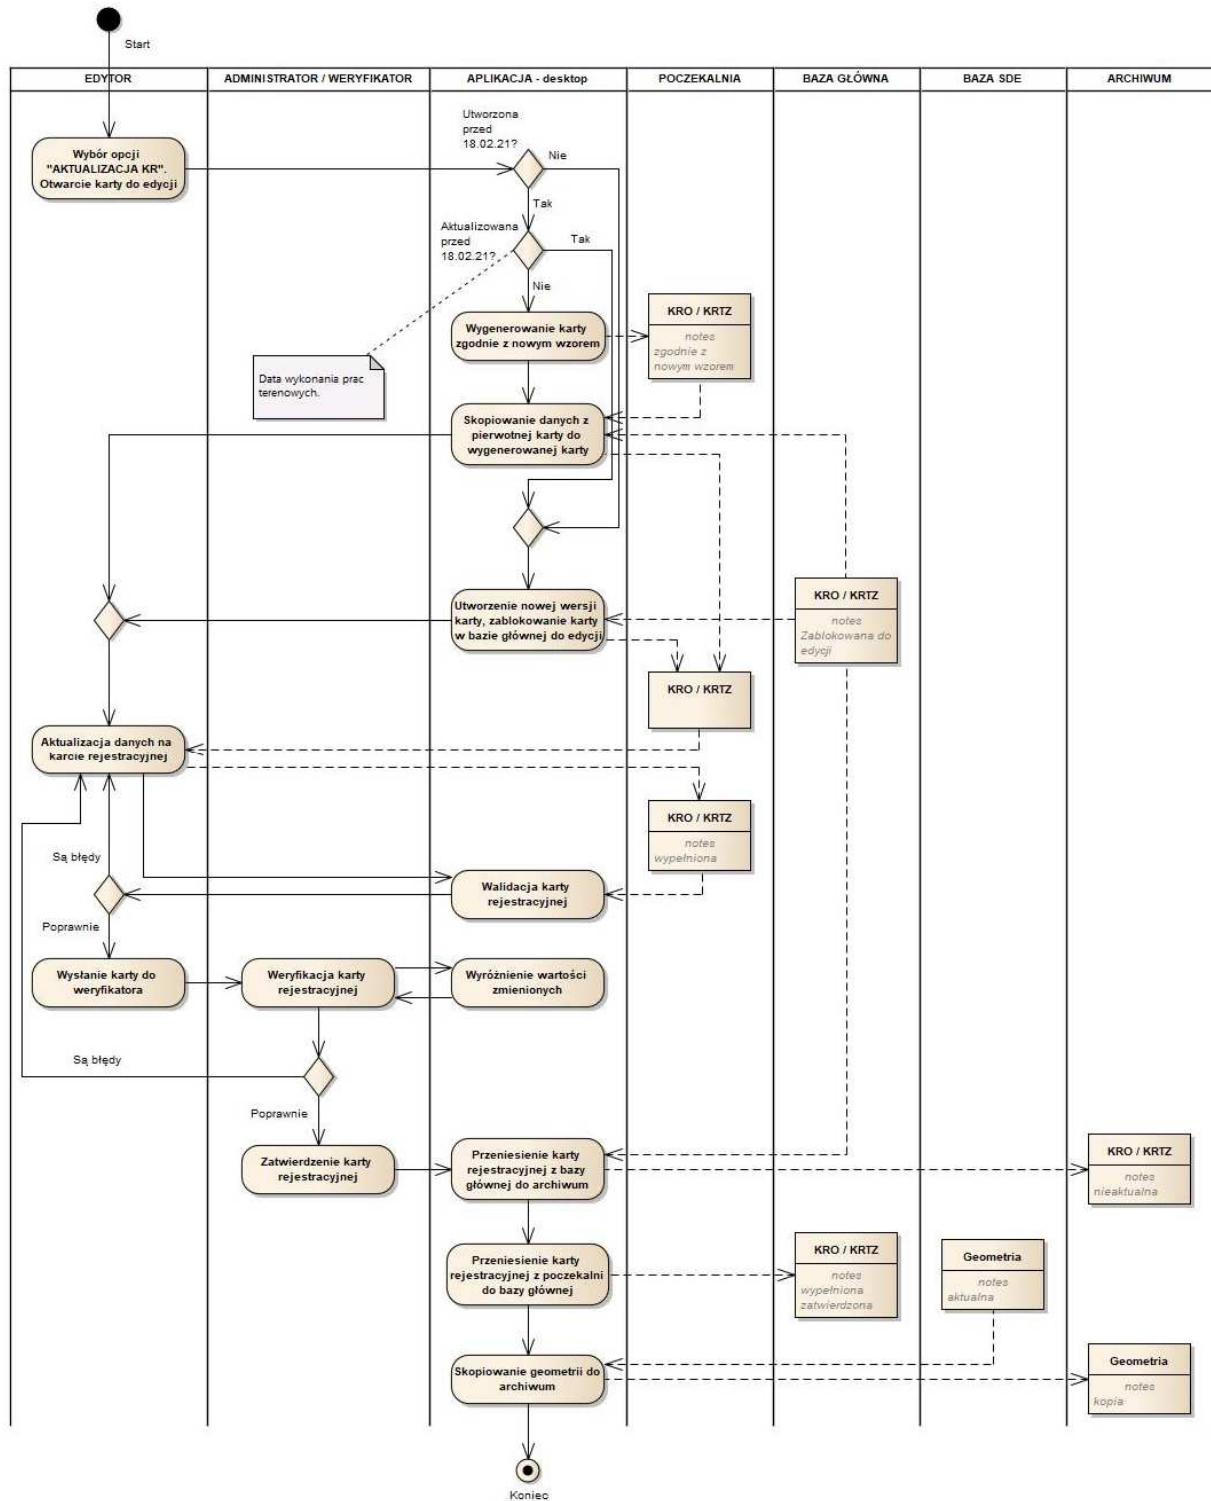 Start
EDYTOR
ADMINISTRATOR / WERYFIKATOR
APLIKACJA - desktop
POCZEKALNIA
BAZA GŁÓWNA
BAZA SDE
ARCHIWUM
Utworzona
przed
18.02.21?
Nie
Wybór opcji
"AKTUALIZACJA KR".
Otwarcie karty do edycji
Tak
Aktualizowana
przed
18.02.21?
Tak
Nie
Wygenerowanie karty
zgodnie z nowym wzorem
KRO / KRTZ
notes
zgodnie z
nowym wzorem
Data wykonania prac
terenowych.
Skopiowanie danych z
pierwotnej karty do
wygenerowanej karty
Utworzenie nowej wersji
karty, zablokowanie karty
w bazie głównej do edycji
KRO / KRTZ
notes
Zablokowana do
edycji
KRO / KRTZ
Aktualizacja danych na
karcie rejestracyjnej
KRO / KRTZ
notes
wypełniona
Są błędy
Walidacja karty
rejestracyjnej
Poprawnie
Wysłanie karty do
weryfikatora
Weryfikacja karty
rejestracyjnej
Wyróżnienie wartości
zmienionych
Są błędy
Poprawnie
Zatwierdzenie karty
rejestracyjnej
Przeniesienie karty
rejestracyjnej z bazy
głównej do archiwum
KRO / KRTZ
notes
nieaktualna
Przeniesienie karty
rejestracyjnej z poczekalni
do bazy głównej
KRO / KRTZ
notes
wypełniona
zatwierdzona
Geometria
notes
aktualna
Skopiowanie geometrii do
archiwum
Geometria
notes
kopia
Koniec